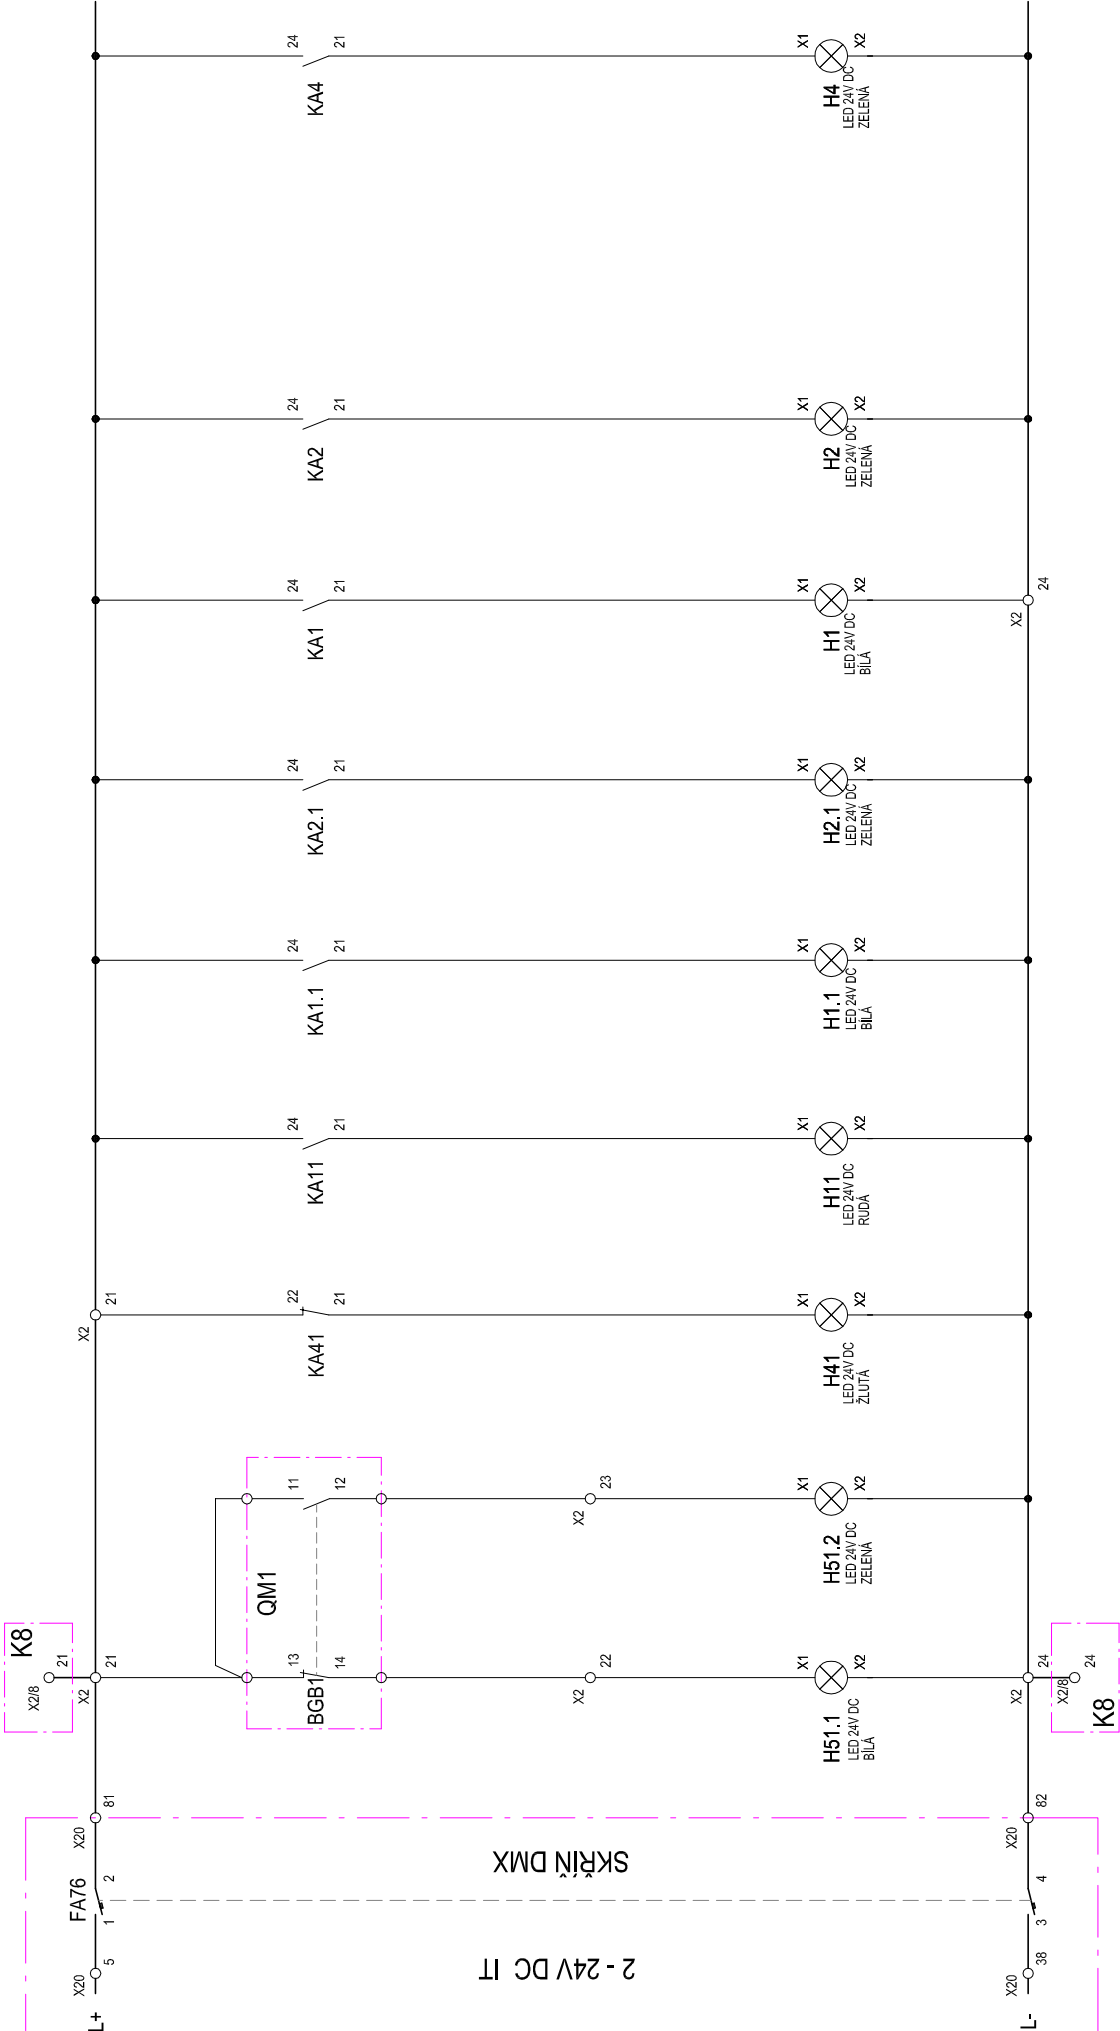 24
21
KA4
X1
X2
H4
LED 24V DC
ZELENÁ
24
21
KA2
X1
X2
H2
LED 24V DC
ZELENÁ
24
21
KA1
X1
X2
H1
LED 24V DC
BÍLÁ
24
X2
24
21
KA2.1
X1
X2
H2.1
LED 24V DC
ZELENÁ
24
21
KA1.1
X1
X2
H1.1
LED 24V DC
BÍLÁ
24
21
KA11
X1
X2
H11
LED 24V DC
RUDÁ
21
X2
22
21
KA41
X1
X2
H41
LED 24V DC
ŽLUTÁ
11
12
QM1
23
X2
X1
X2
H51.2
LED 24V DC
ZELENÁ
K8
21
X2/8
21
X2
13
14
BGB1
22
X2
X1
X2
H51.1
LED 24V DC
BÍLÁ
24
X2
24
X2/8
K8
81
X20
82
X20
SKŘÍŇ DMX
FA76
2
1
4
3
5
X20
38
X20
2 - 24V DC IT
L+
L-